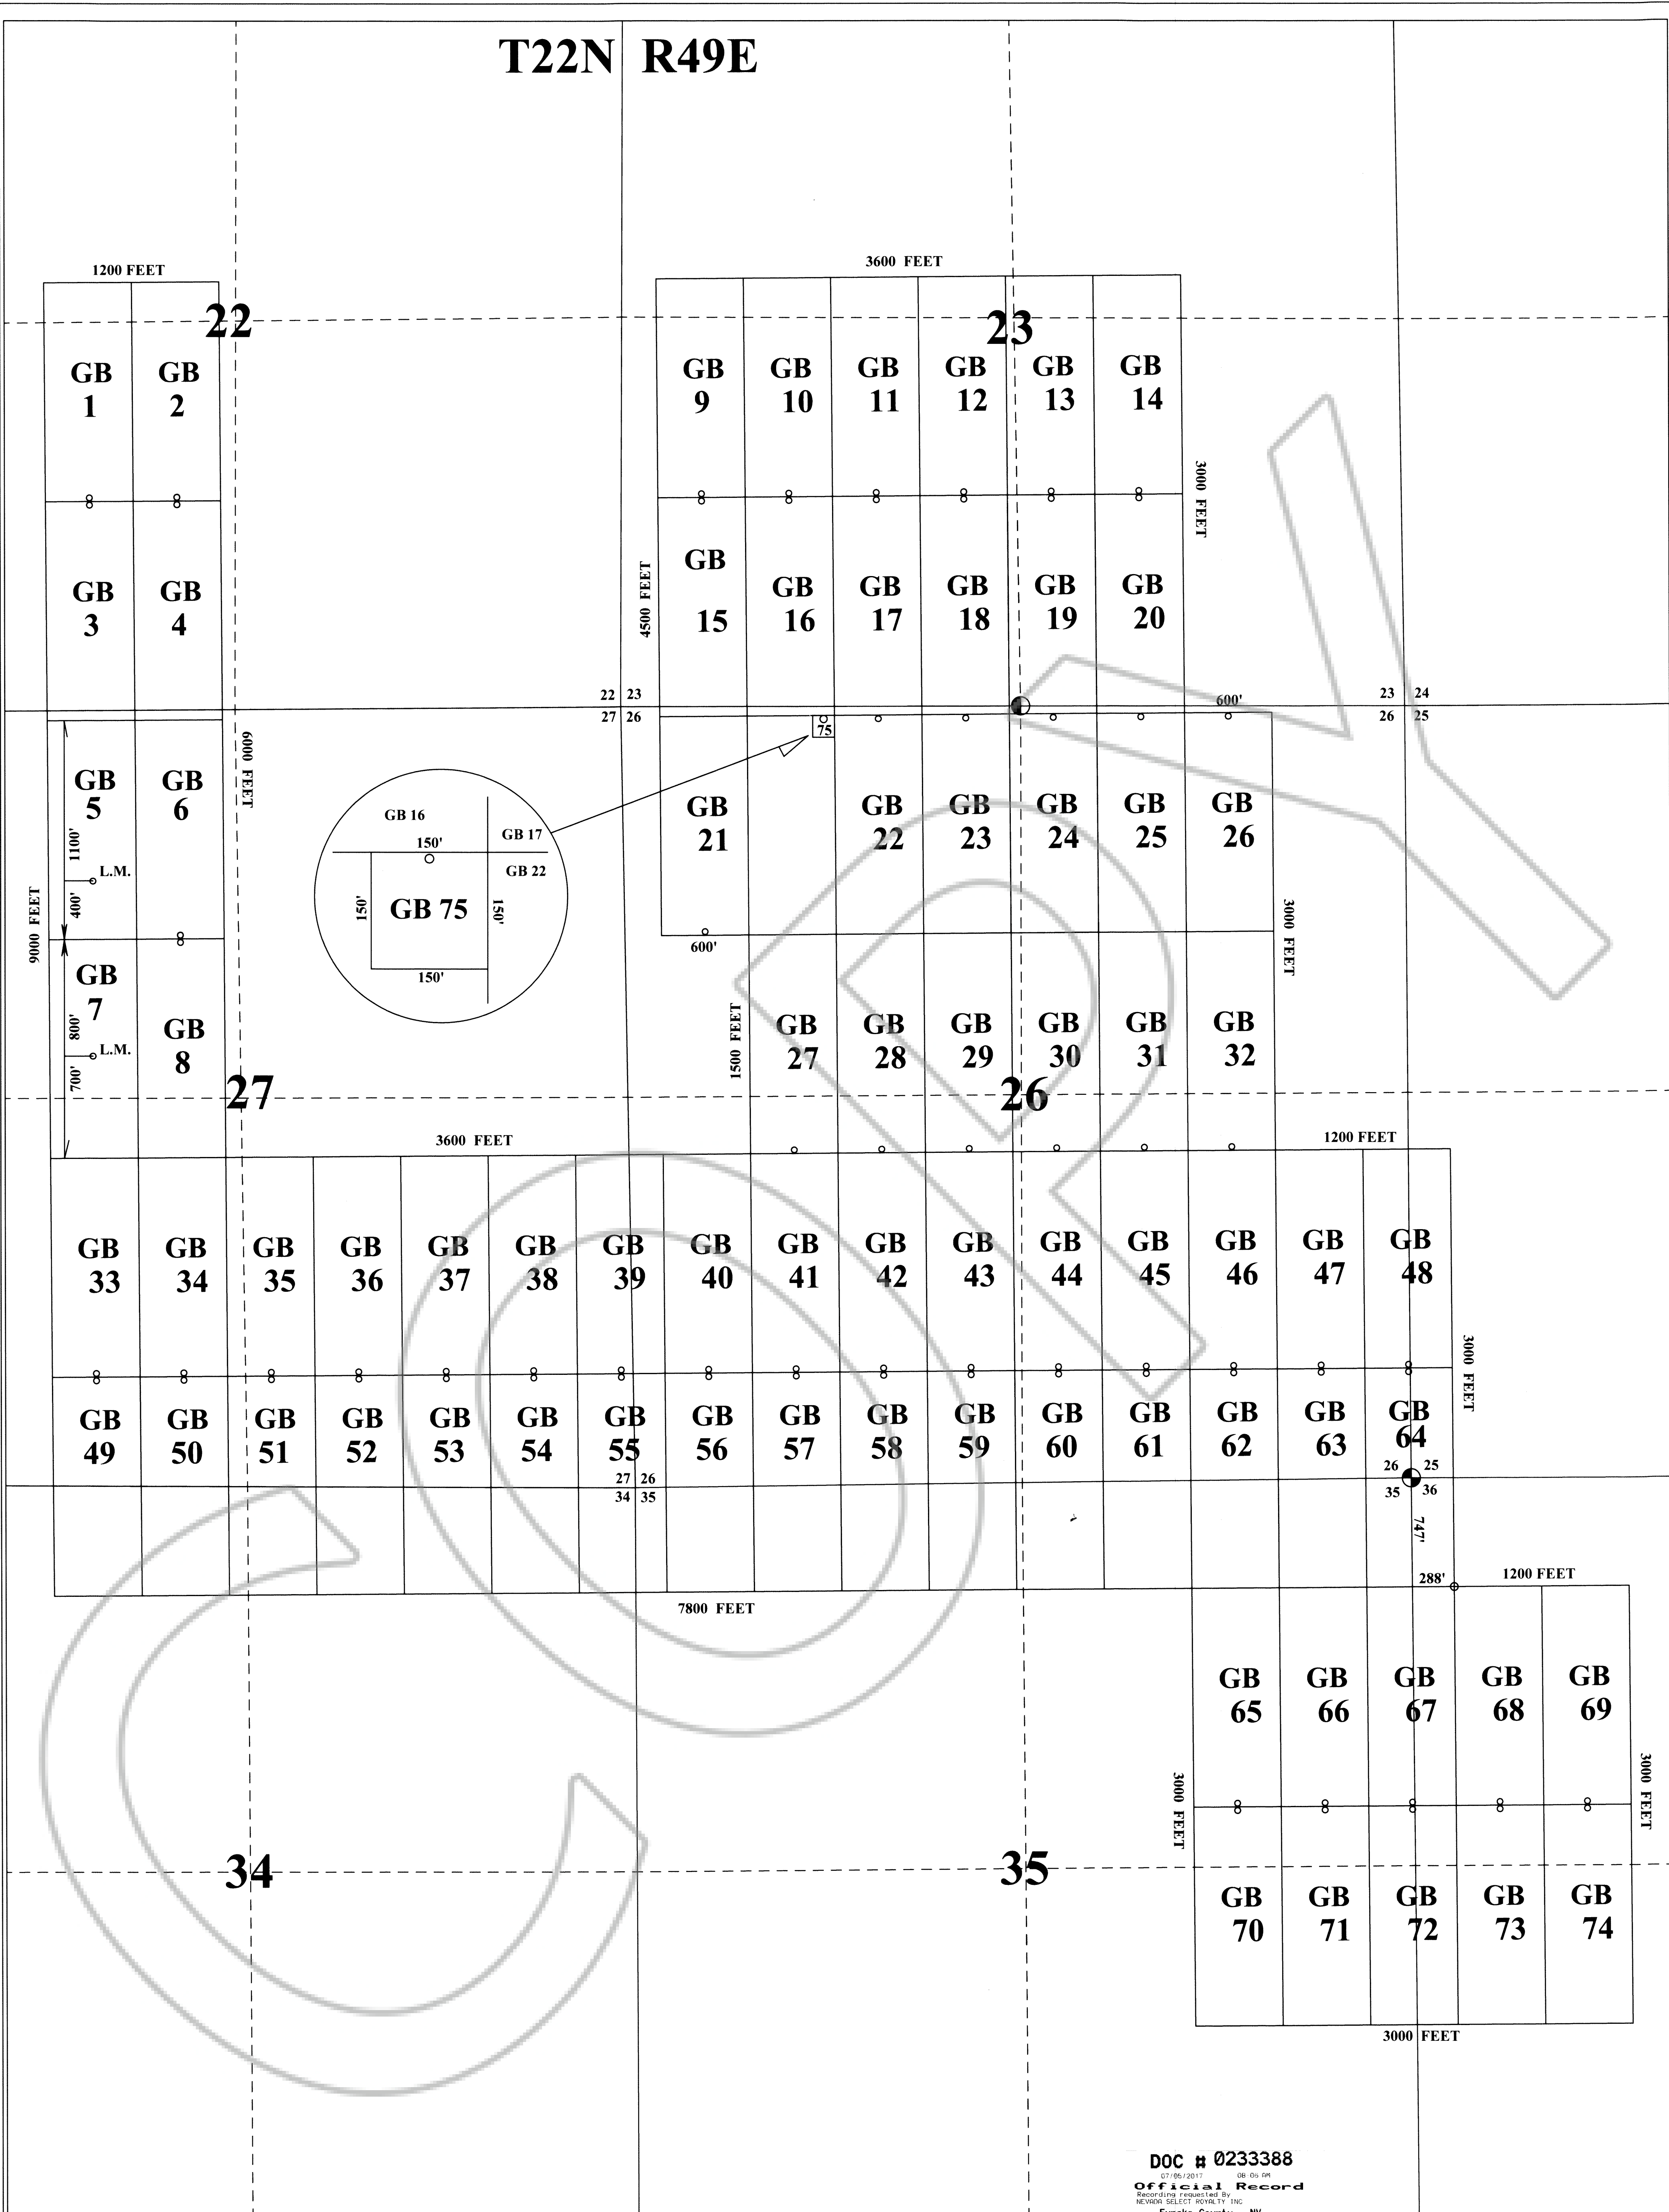 T22N R49E
1200 FEET
3600 FEET
22
23
GB 1
GB 2
GB 9
GB 10
GB 11
GB 12
GB 13
GB 14
3000 FEET
GB 3
GB 4
4500 FEET
GB 15
GB 16
GB 17
GB 18
GB 19
GB 20
22 23
27 26
600'
23 24
26 25
75
6000 FEET
GB 5
GB 6
1100'
L.M.
400'
9000 FEET
GB 16
GB 17
150'
GB 22
150'
GB 75
150'
150'
GB 21
GB 22
GB 23
GB 24
GB 25
GB 26
600'
3000 FEET
GB 7
800'
L.M.
700'
GB 8
1500 FEET
GB 27
GB 28
GB 29
GB 30
GB 31
GB 32
27
26
3600 FEET
1200 FEET
GB 33
GB 34
GB 35
GB 36
GB 37
GB 38
GB 39
GB 40
GB 41
GB 42
GB 43
GB 44
GB 45
GB 46
GB 47
GB 48
3000 FEET
GB 49
GB 50
GB 51
GB 52
GB 53
GB 54
GB 55
GB 56
GB 57
GB 58
GB 59
GB 60
GB 61
GB 62
GB 63
GB 64
27 26
34 35
26 25
35 36
747'
288'
1200 FEET
7800 FEET
GB 65
GB 66
GB 67
GB 68
GB 69
3000 FEET
3000 FEET
34
35
GB 70
GB 71
GB 72
GB 73
GB 74
3000 FEET
COPY
DOC # 0233388
07/06/2017
Official Record
Recording requested By
NEVADA SELECT ROYALTY INC